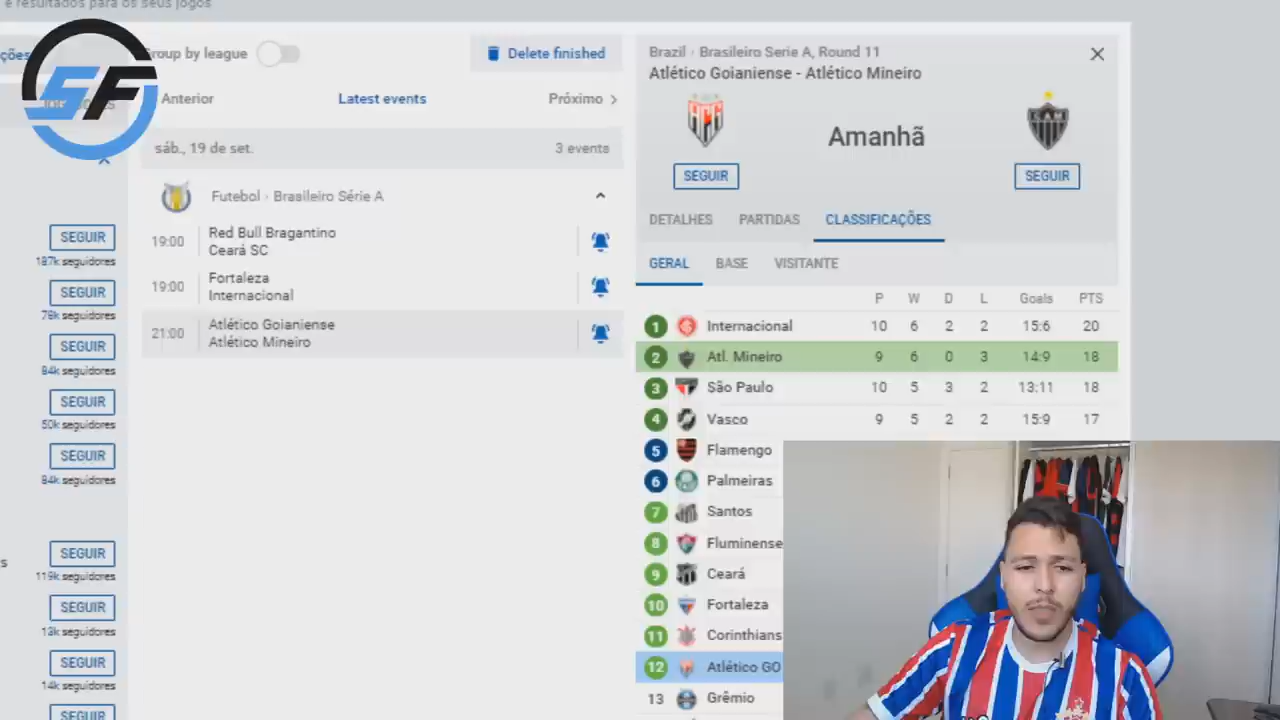 e resultados para os seus jogos
ções
SF
Group by league
Delete finished
Anterior
Latest events
Próximo
sáb., 19 de set.
3 events
Futebol · Brasileiro Série A
19:00
Red Bull Bragantino
Ceará SC
19:00
Fortaleza
Internacional
21:00
Atlético Goianiense
Atlético Mineiro
SEGUIR
187k seguidores
SEGUIR
78k seguidores
SEGUIR
84k seguidores
SEGUIR
50k seguidores
SEGUIR
84k seguidores
s
SEGUIR
119k seguidores
SEGUIR
13k seguidores
SEGUIR
14k seguidores
SEGUIR
Brazil · Brasileiro Serie A, Round 11
Atlético Goianiense - Atlético Mineiro
Amanhã
SEGUIR
SEGUIR
DETALHES PARTIDAS CLASSIFICAÇÕES
GERAL BASE VISITANTE
P W D L Goals PTS
1 Internacional 10 6 2 2 15:6 20
2 Atl. Mineiro 9 6 0 3 14:9 18
3 São Paulo 10 5 3 2 13:11 18
4 Vasco 9 5 2 2 15:9 17
5 Flamengo
6 Palmeiras
7 Santos
8 Fluminense
9 Ceará
10 Fortaleza
11 Corinthians
12 Atlético GO
13 Grêmio